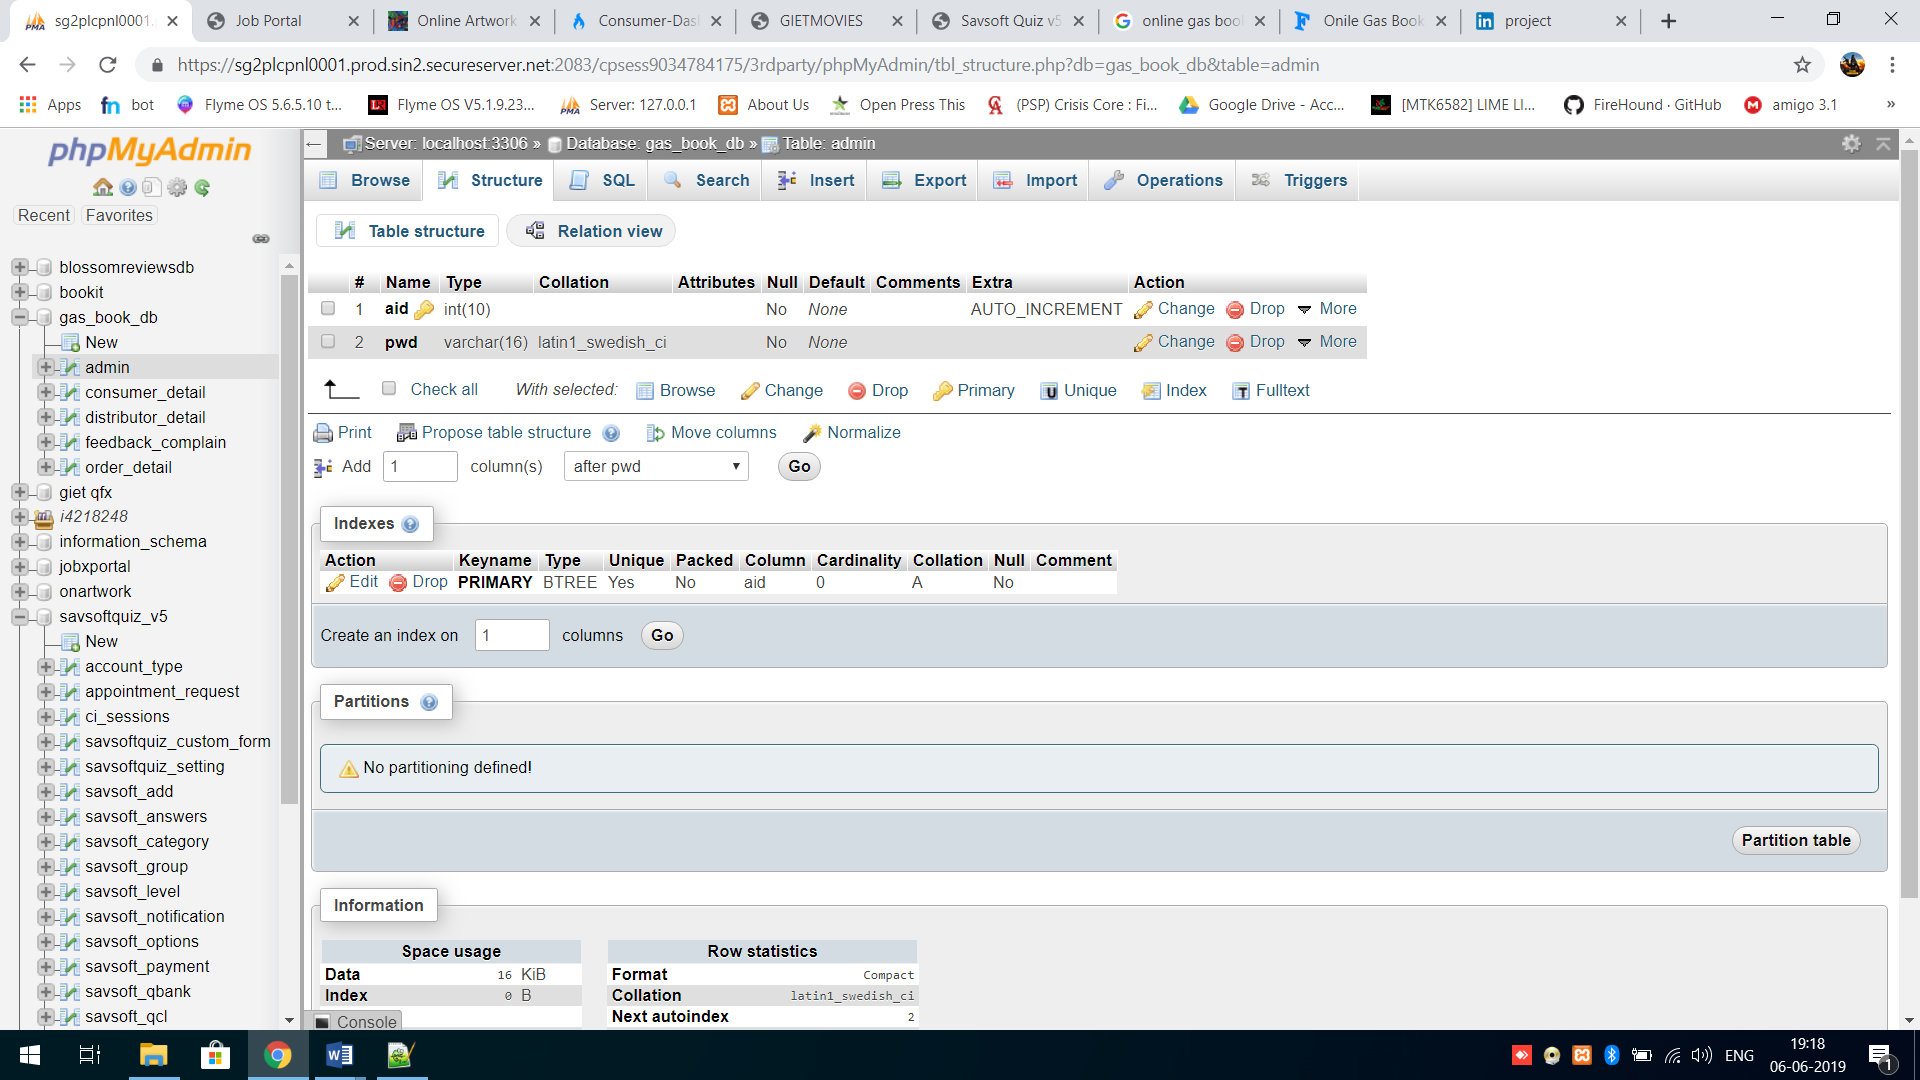 sg2plcpnl0001. Job Portal Online Artwork Consumer-Das GIETMOVIES Savsoft Quiz v5 online gas boo Onile Gas Book project
https://sg2plcpnl0001.prod.sin2.secureserver.net:2083/cpsess9034784175/3rdparty/phpMyAdmin/tbl_structure.php?db=gas_book_db&table=admin
Apps fn bot Flyme OS 5.6.5.10 t... LR Flyme OS V5.1.9.23... Server: 127.0.0.1 About Us Open Press This (PSP) Crisis Core : Fi... Google Drive - Acc... [MTK6582] LIME LI... FireHound · GitHub amigo 3.1 »
phpMyAdmin
Recent Favorites
blossomreviewsdb
bookit
gas_book_db
New
admin
consumer_detail
distributor_detail
feedback_complain
order_detail
giet qfx
i4218248
information_schema
jobxportal
onartwork
savsoftquiz_v5
New
account_type
appointment_request
ci_sessions
savsoftquiz_custom_form
savsoftquiz_setting
savsoft_add
savsoft_answers
savsoft_category
savsoft_group
savsoft_level
savsoft_notification
savsoft_options
savsoft_payment
savsoft_qbank
savsoft_qcl
Server: localhost:3306 » Database: gas_book_db » Table: admin
Browse Structure SQL Search Insert Export Import Operations Triggers
Table structure Relation view
# Name Type Collation Attributes Null Default Comments Extra Action
1 aid int(10) No None AUTO_INCREMENT Change Drop More
2 pwd varchar(16) latin1_swedish_ci No None Change Drop More
Check all With selected: Browse Change Drop Primary Unique Index Fulltext
Print Propose table structure Move columns Normalize
Add 1 column(s) after pwd Go
Indexes
Action Keyname Type Unique Packed Column Cardinality Collation Null Comment
Edit Drop PRIMARY BTREE Yes No aid 0 A No
Create an index on 1 columns Go
Partitions
No partitioning defined!
Partition table
Information
Space usage
Data 16 KiB
Index 0 B
Row statistics
Format Compact
Collation latin1_swedish_ci
Next autoindex 2
Console
ENG
19:18
06-06-2019
1